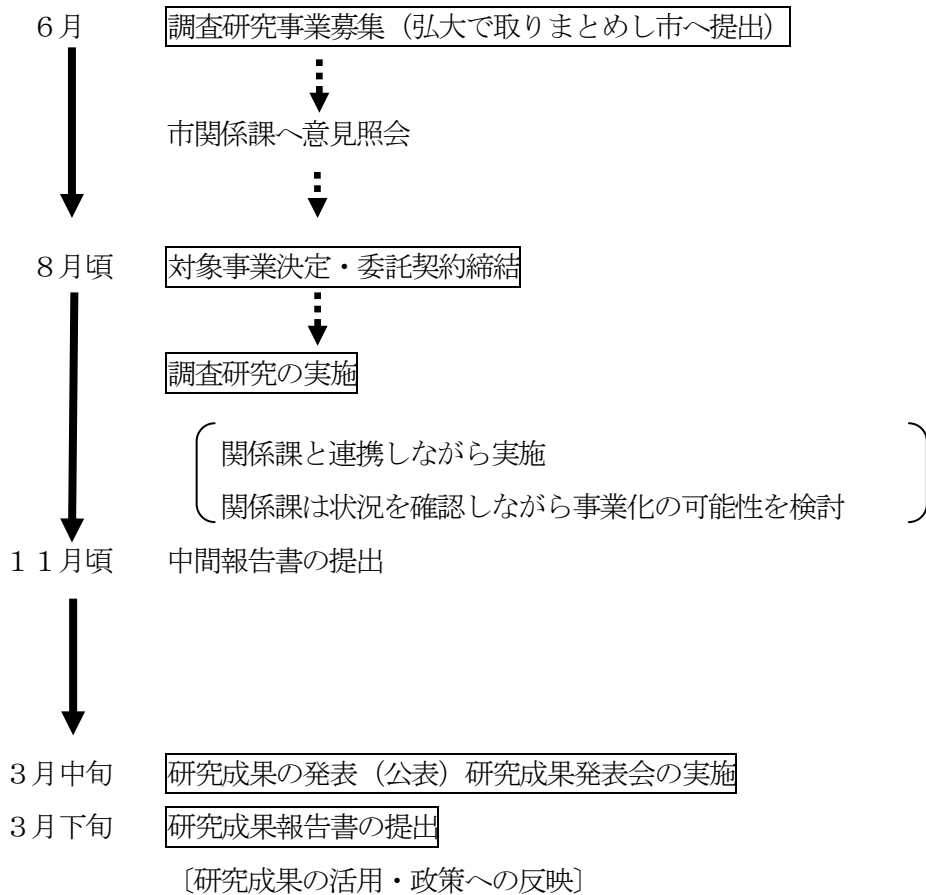 ６月 調査研究事業募集（弘大で取りまとめし市へ提出）
市関係課へ意見照会
８月頃 対象事業決定・委託契約締結
調査研究の実施
関係課と連携しながら実施
関係課は状況を確認しながら事業化の可能性を検討
１１月頃 中間報告書の提出
３月中旬 研究成果の発表（公表）研究成果発表会の実施
３月下旬 研究成果報告書の提出
〔研究成果の活用・政策への反映〕